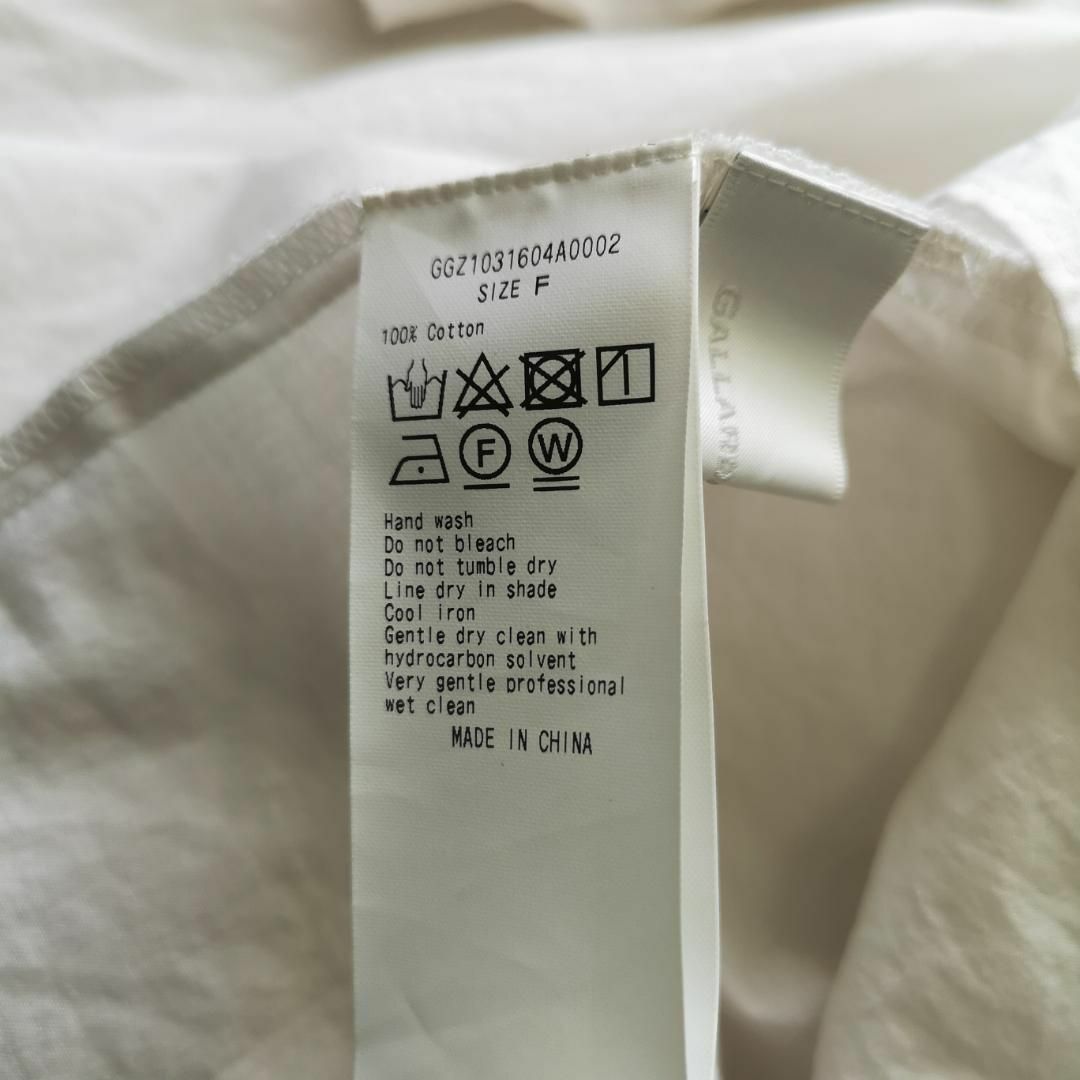 GGZ1031604A0002
SIZE F
100% Cotton
F
W
Hand wash
Do not bleach
Do not tumble dry
Line dry in shade
Cool iron
Gentle dry clean with
hydrocarbon solvent
Very gentle professional
wet clean
MADE IN CHINA